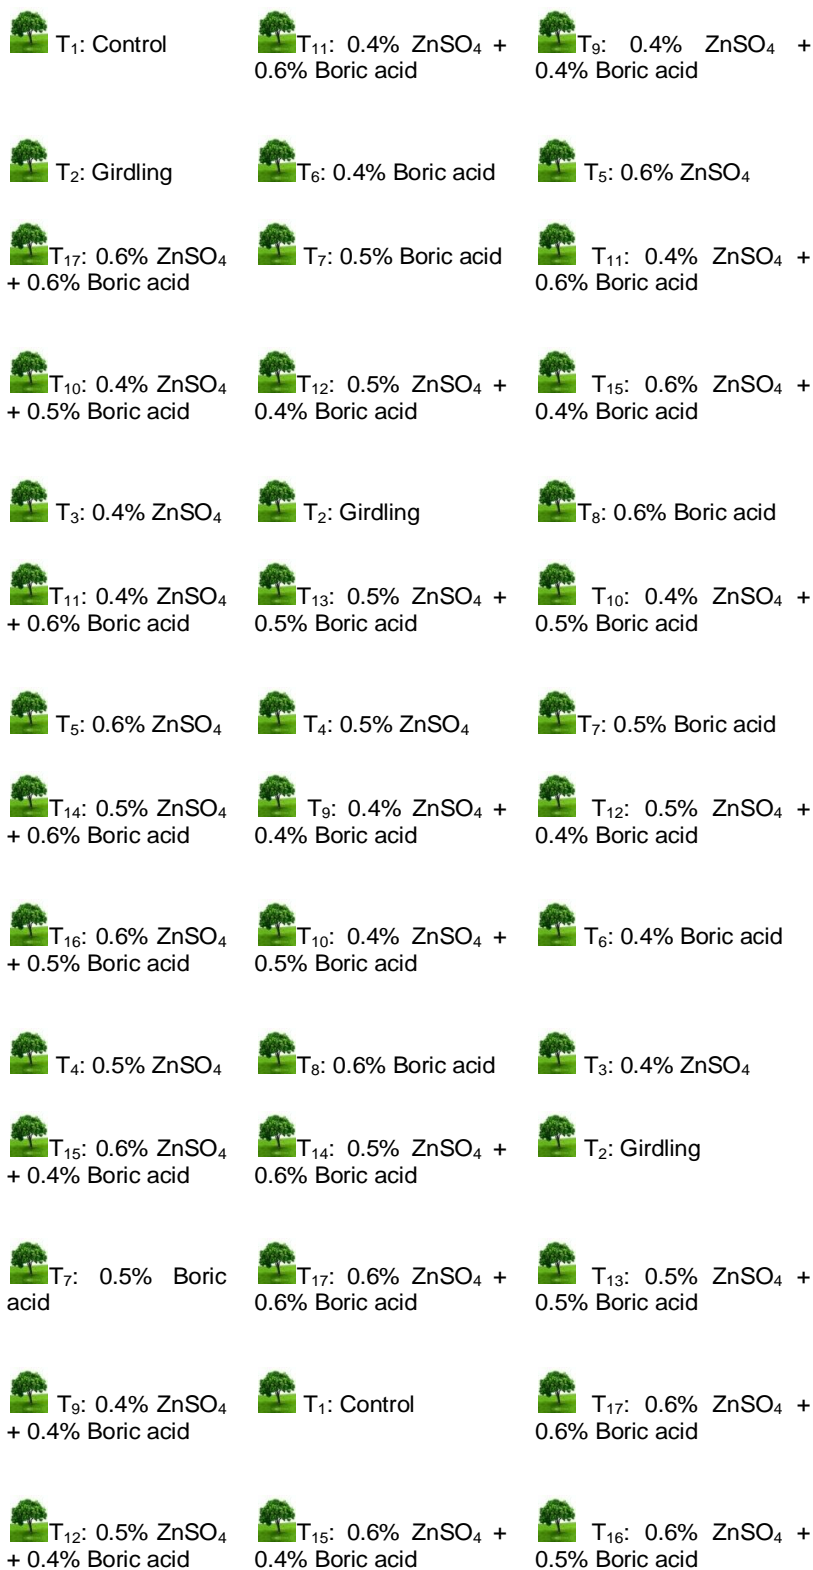 T₁: Control
T₁₁: 0.4% ZnSO₄ +
0.6% Boric acid
T₉: 0.4% ZnSO₄ +
0.4% Boric acid
T₂: Girdling
T₆: 0.4% Boric acid
T₅: 0.6% ZnSO₄
T₁₇: 0.6% ZnSO₄
+ 0.6% Boric acid
T₇: 0.5% Boric acid
T₁₁: 0.4% ZnSO₄ +
0.6% Boric acid
T₁₀: 0.4% ZnSO₄
+ 0.5% Boric acid
T₁₂: 0.5% ZnSO₄ +
0.4% Boric acid
T₁₅: 0.6% ZnSO₄ +
0.4% Boric acid
T₃: 0.4% ZnSO₄
T₂: Girdling
T₈: 0.6% Boric acid
T₁₁: 0.4% ZnSO₄
+ 0.6% Boric acid
T₁₃: 0.5% ZnSO₄ +
0.5% Boric acid
T₁₀: 0.4% ZnSO₄ +
0.5% Boric acid
T₅: 0.6% ZnSO₄
T₄: 0.5% ZnSO₄
T₇: 0.5% Boric acid
T₁₄: 0.5% ZnSO₄
+ 0.6% Boric acid
T₉: 0.4% ZnSO₄ +
0.4% Boric acid
T₁₂: 0.5% ZnSO₄ +
0.4% Boric acid
T₁₆: 0.6% ZnSO₄
+ 0.5% Boric acid
T₁₀: 0.4% ZnSO₄ +
0.5% Boric acid
T₆: 0.4% Boric acid
T₄: 0.5% ZnSO₄
T₈: 0.6% Boric acid
T₃: 0.4% ZnSO₄
T₁₅: 0.6% ZnSO₄
+ 0.4% Boric acid
T₁₄: 0.5% ZnSO₄ +
0.6% Boric acid
T₂: Girdling
T₇: 0.5% Boric
acid
T₁₇: 0.6% ZnSO₄ +
0.6% Boric acid
T₁₃: 0.5% ZnSO₄ +
0.5% Boric acid
T₉: 0.4% ZnSO₄
+ 0.4% Boric acid
T₁: Control
T₁₇: 0.6% ZnSO₄ +
0.6% Boric acid
T₁₂: 0.5% ZnSO₄
+ 0.4% Boric acid
T₁₅: 0.6% ZnSO₄ +
0.4% Boric acid
T₁₆: 0.6% ZnSO₄ +
0.5% Boric acid